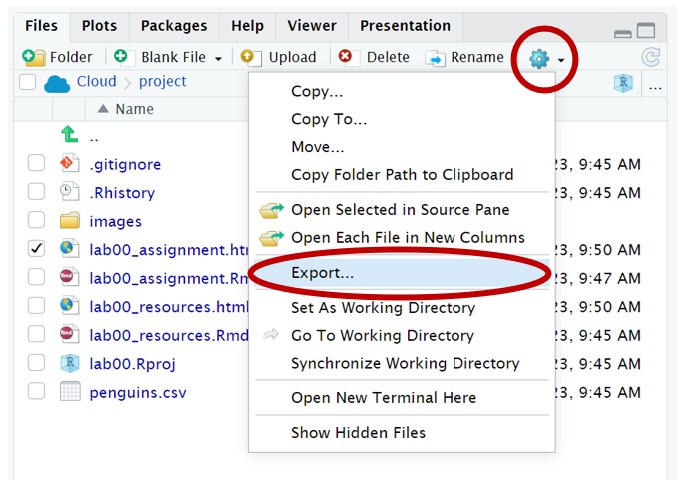 Files Plots Packages Help Viewer Presentation
Folder Blank File Upload Delete Rename
Cloud > project R ...
Name
..
.gitignore 23, 9:45 AM
.Rhistory 23, 9:45 AM
images
lab00_assignment.htm 23, 9:50 AM
lab00_assignment.Rm 23, 9:47 AM
lab00_resources.html 23, 9:50 AM
lab00_resources.Rmd 23, 9:45 AM
lab00.Rproj 23, 9:45 AM
penguins.csv 23, 9:45 AM
Copy...
Copy To...
Move...
Copy Folder Path to Clipboard
Open Selected in Source Pane
Open Each File in New Columns
Export...
Set As Working Directory
Go To Working Directory
Synchronize Working Directory
Open New Terminal Here
Show Hidden Files